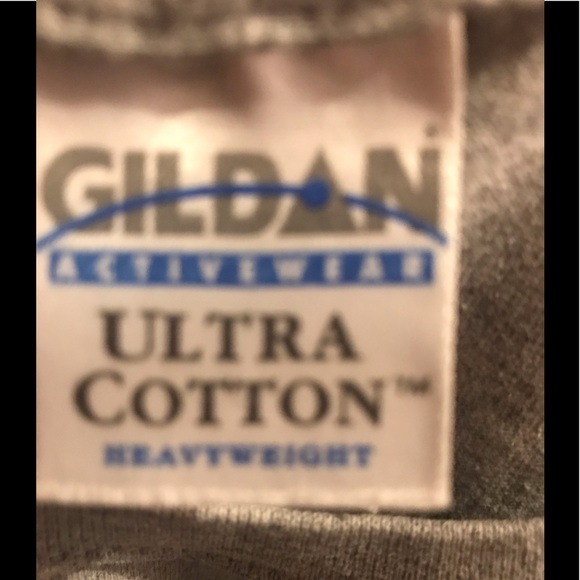 GILDAN
ACTIVEWEAR
ULTRA
COTTON™
HEAVYWEIGHT